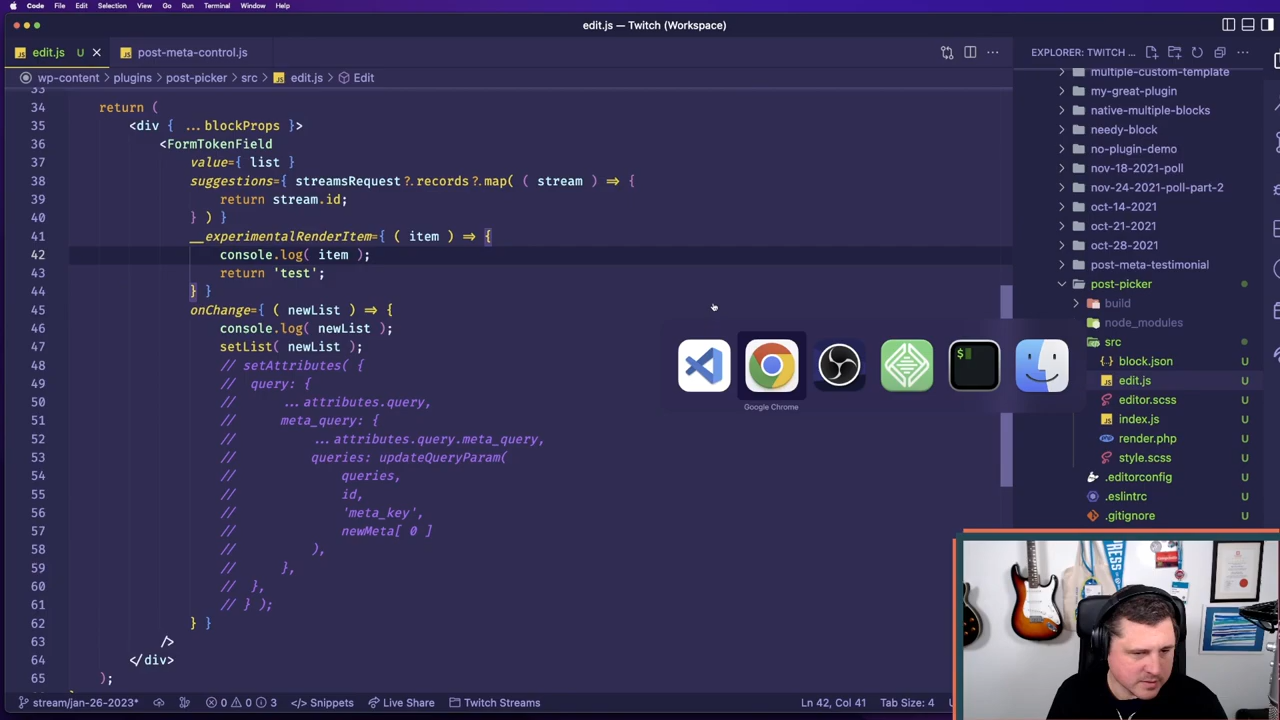 Code File Edit Selection View Go Run Terminal Window Help
edit.js — Twitch (Workspace)
edit.js U
post-meta-control.js
EXPLORER: TWITCH ...
wp-content > plugins > post-picker > src > edit.js > Edit
33
34 return (
35 <div { ...blockProps }>
36 <FormTokenField
37 value={ list }
38 suggestions={ streamsRequest?.records?.map( ( stream ) => {
39 return stream.id;
40 } ) }
41 __experimentalRenderItem={ ( item ) => {
42 console.log( item );
43 return 'test';
44 } }
45 onChange={ ( newList ) => {
46 console.log( newList );
47 setList( newList );
48 // setAttributes( {
49 // query: {
50 // ...attributes.query,
51 // meta_query: {
52 // ...attributes.query.meta_query,
53 // queries: updateQueryParam(
54 // queries,
55 // id,
56 // 'meta_key',
57 // newMeta[ 0 ]
58 // ),
59 // },
60 // },
61 // } );
62 } }
63 />
64 </div>
65 );
multiple-custom-template
my-great-plugin
native-multiple-blocks
needy-block
no-plugin-demo
nov-18-2021-poll
nov-24-2021-poll-part-2
oct-14-2021
oct-21-2021
oct-28-2021
post-meta-testimonial
post-picker
build
node_modules
src
block.json U
edit.js U
editor.scss U
index.js U
render.php U
style.scss U
.editorconfig U
.eslintrc U
.gitignore U
Google Chrome
stream/jan-26-2023* 0 0 3 </> Snippets Live Share Twitch Streams Ln 42, Col 41 Tab Size: 4